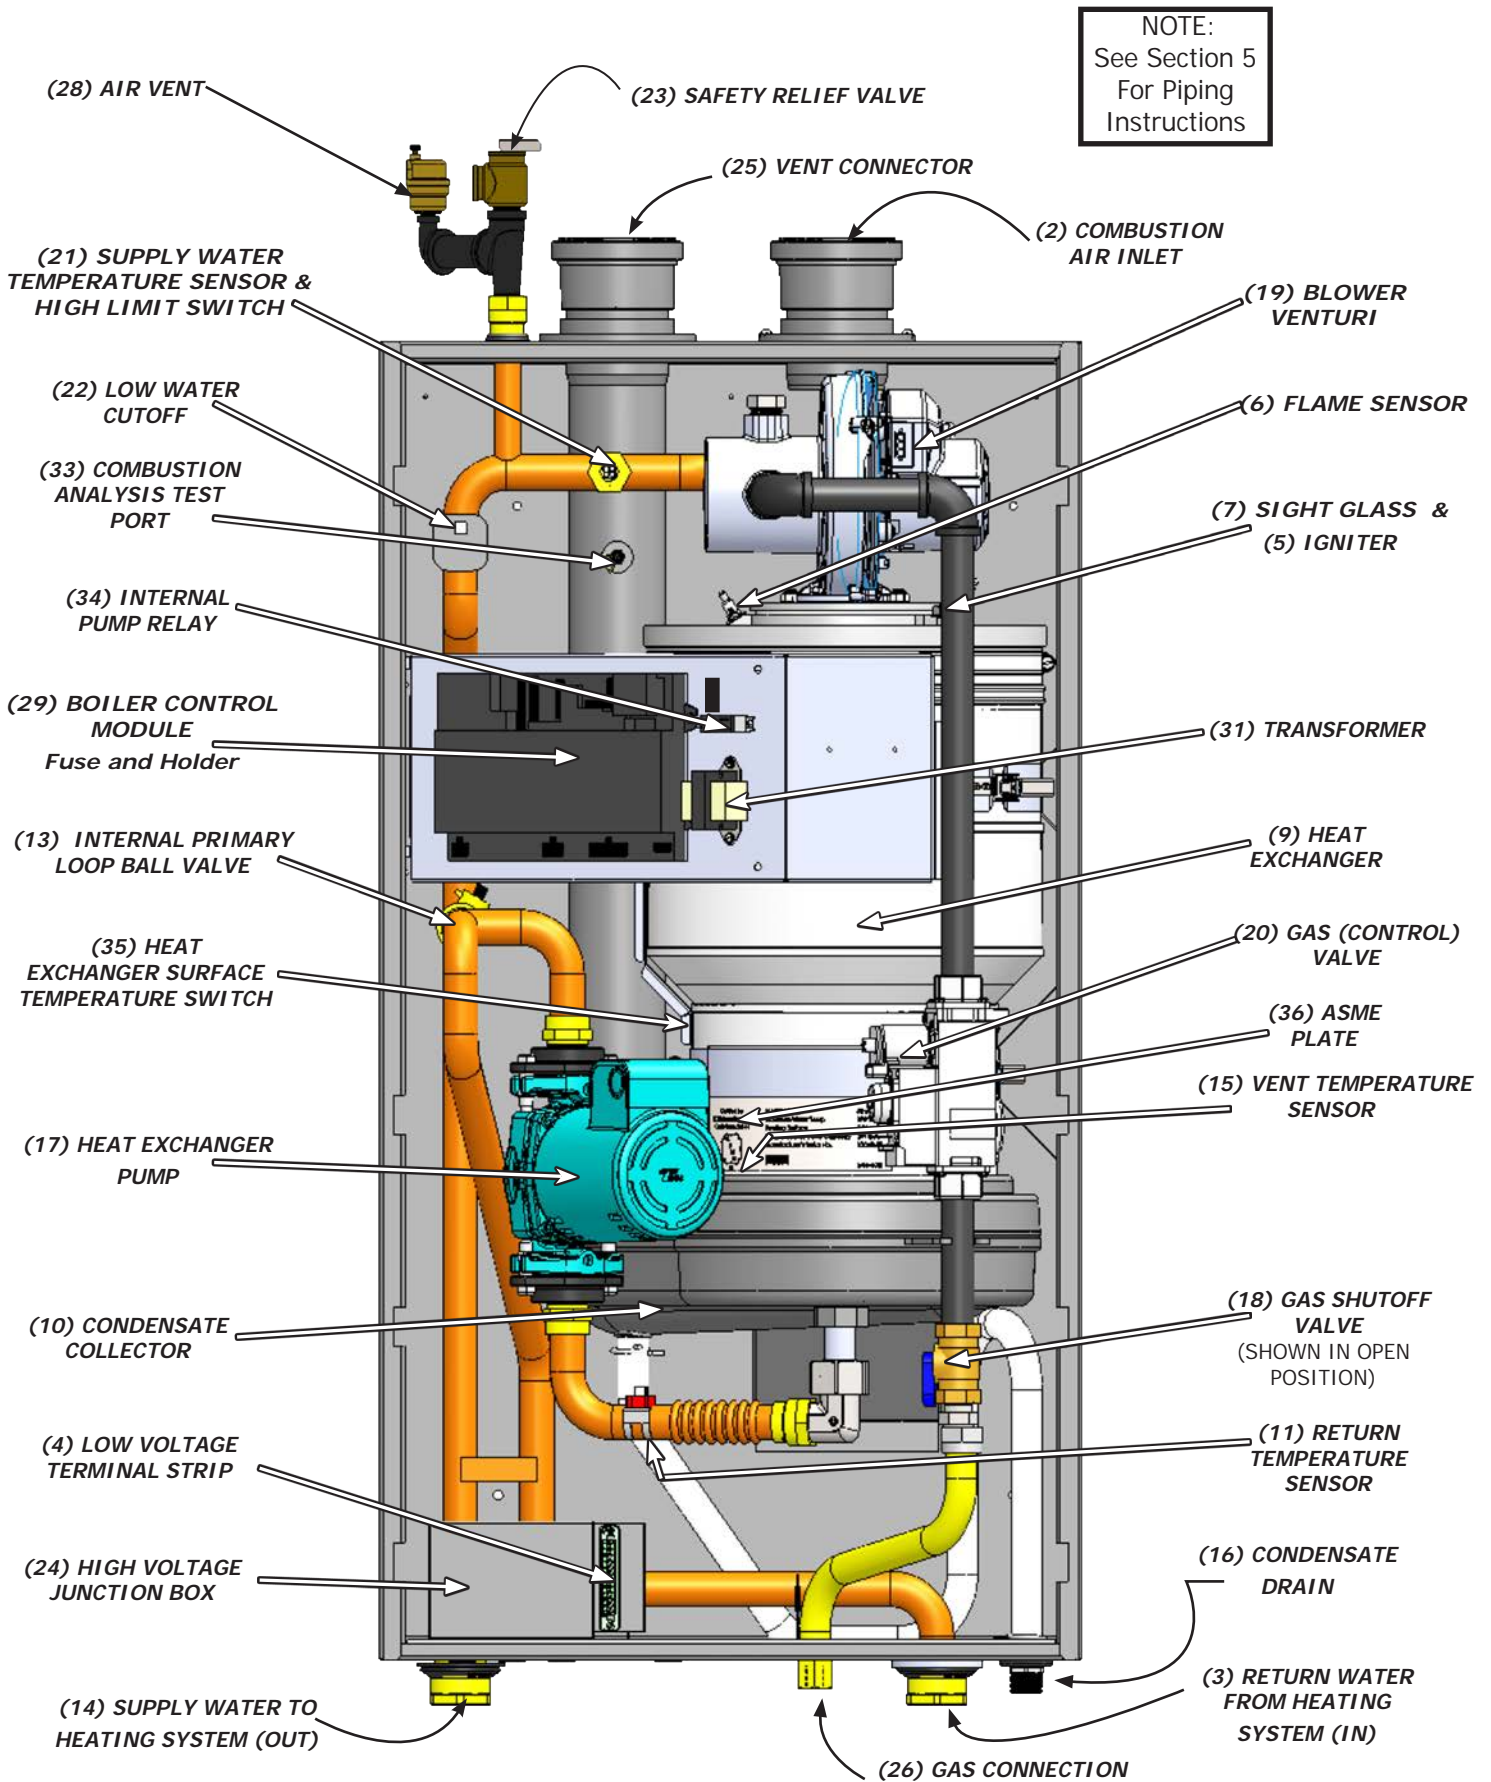 NOTE:
See Section 5
For Piping
Instructions
(28) AIR VENT
(23) SAFETY RELIEF VALVE
(25) VENT CONNECTOR
(2) COMBUSTION
AIR INLET
(21) SUPPLY WATER
TEMPERATURE SENSOR &
HIGH LIMIT SWITCH
(19) BLOWER
VENTURI
(22) LOW WATER
CUTOFF
(6) FLAME SENSOR
(33) COMBUSTION
ANALYSIS TEST
PORT
(7) SIGHT GLASS &
(5) IGNITER
(34) INTERNAL
PUMP RELAY
(29) BOILER CONTROL
MODULE
Fuse and Holder
(31) TRANSFORMER
(13) INTERNAL PRIMARY
LOOP BALL VALVE
(9) HEAT
EXCHANGER
(35) HEAT
EXCHANGER SURFACE
TEMPERATURE SWITCH
(20) GAS (CONTROL)
VALVE
(36) ASME
PLATE
(15) VENT TEMPERATURE
SENSOR
(17) HEAT EXCHANGER
PUMP
(10) CONDENSATE
COLLECTOR
(18) GAS SHUTOFF
VALVE
(SHOWN IN OPEN
POSITION)
(4) LOW VOLTAGE
TERMINAL STRIP
(11) RETURN
TEMPERATURE
SENSOR
(24) HIGH VOLTAGE
JUNCTION BOX
(16) CONDENSATE
DRAIN
(14) SUPPLY WATER TO
HEATING SYSTEM (OUT)
(3) RETURN WATER
FROM HEATING
SYSTEM (IN)
(26) GAS CONNECTION